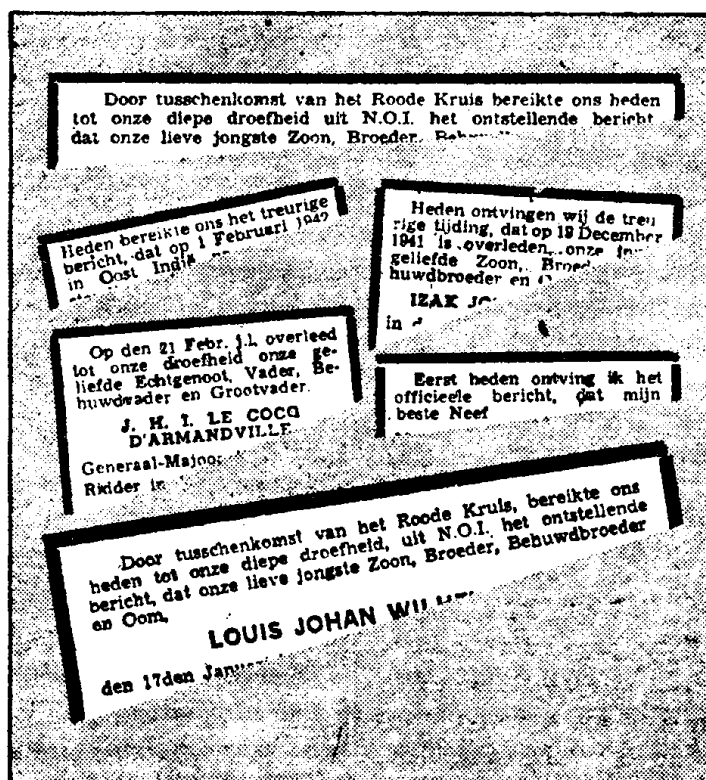 Door tusschenkomst van het Roode Kruis bereikte ons heden
tot onze diepe droefheid uit N.O.I. het ontstellende bericht
dat onze lieve jongste Zoon, Broeder,
Heden bereikte ons het treurige
bericht, dat op 1 Februari 1942
in Oost India
Heden ontvingen wij de treu
rige tijding, dat op 19 December
1941 is overleden, onze
geliefde Zoon,
huwdbroeder en
IZAK
in
Op den 21 Febr. j.l. overleed
tot onze droefheid onze ge-
liefde Echtgenoot, Vader, Be-
huwdvader en Grootvader.
J. H. I. LE COCQ
D'ARMANDVILLE
Generaal-Majoor
Ridder in
Eerst heden ontving ik het
officieele bericht, dat mijn
beste Neef
Door tusschenkomst van het Roode Kruis, bereikte ons
heden tot onze diepe droefheid, uit N.O.I. het ontstellende
bericht, dat onze lieve jongste Zoon, Broeder, Behuwdbroeder
en Oom,
LOUIS JOHAN
den 17den